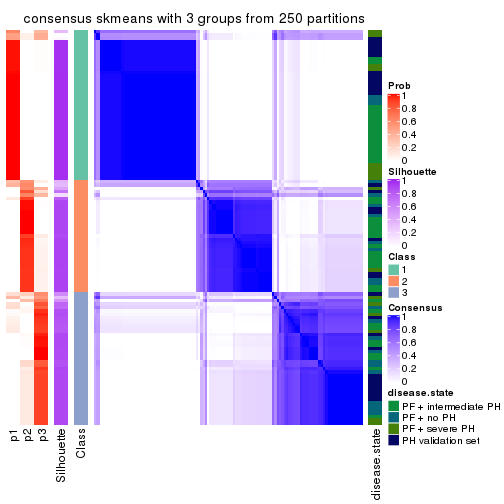 consensus skmeans with 3 groups from 250 partitions
Prob
1
0.8
0.6
0.4
0.2
0
Silhouette
1
0.8
0.6
0.4
0.2
0
Class
1
2
3
Consensus
1
0.8
0.6
0.4
0.2
0
disease.state
PF + intermediate PH
PF + no PH
PF + severe PH
PH validation set
p1
p2
p3
Silhouette
Class
disease.state